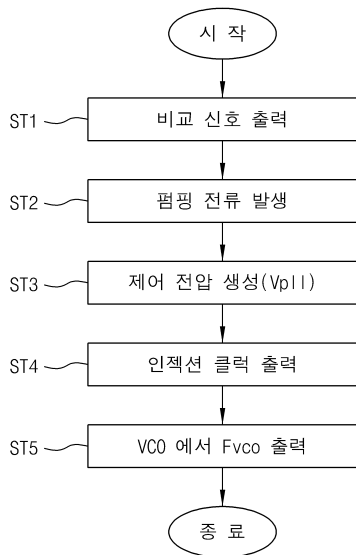 시 작
ST1
비교 신호 출력
ST2
펌핑 전류 발생
ST3
제어 전압 생성(Vpll)
ST4
인젝션 클럭 출력
ST5
VCO 에서 Fvco 출력
종 료